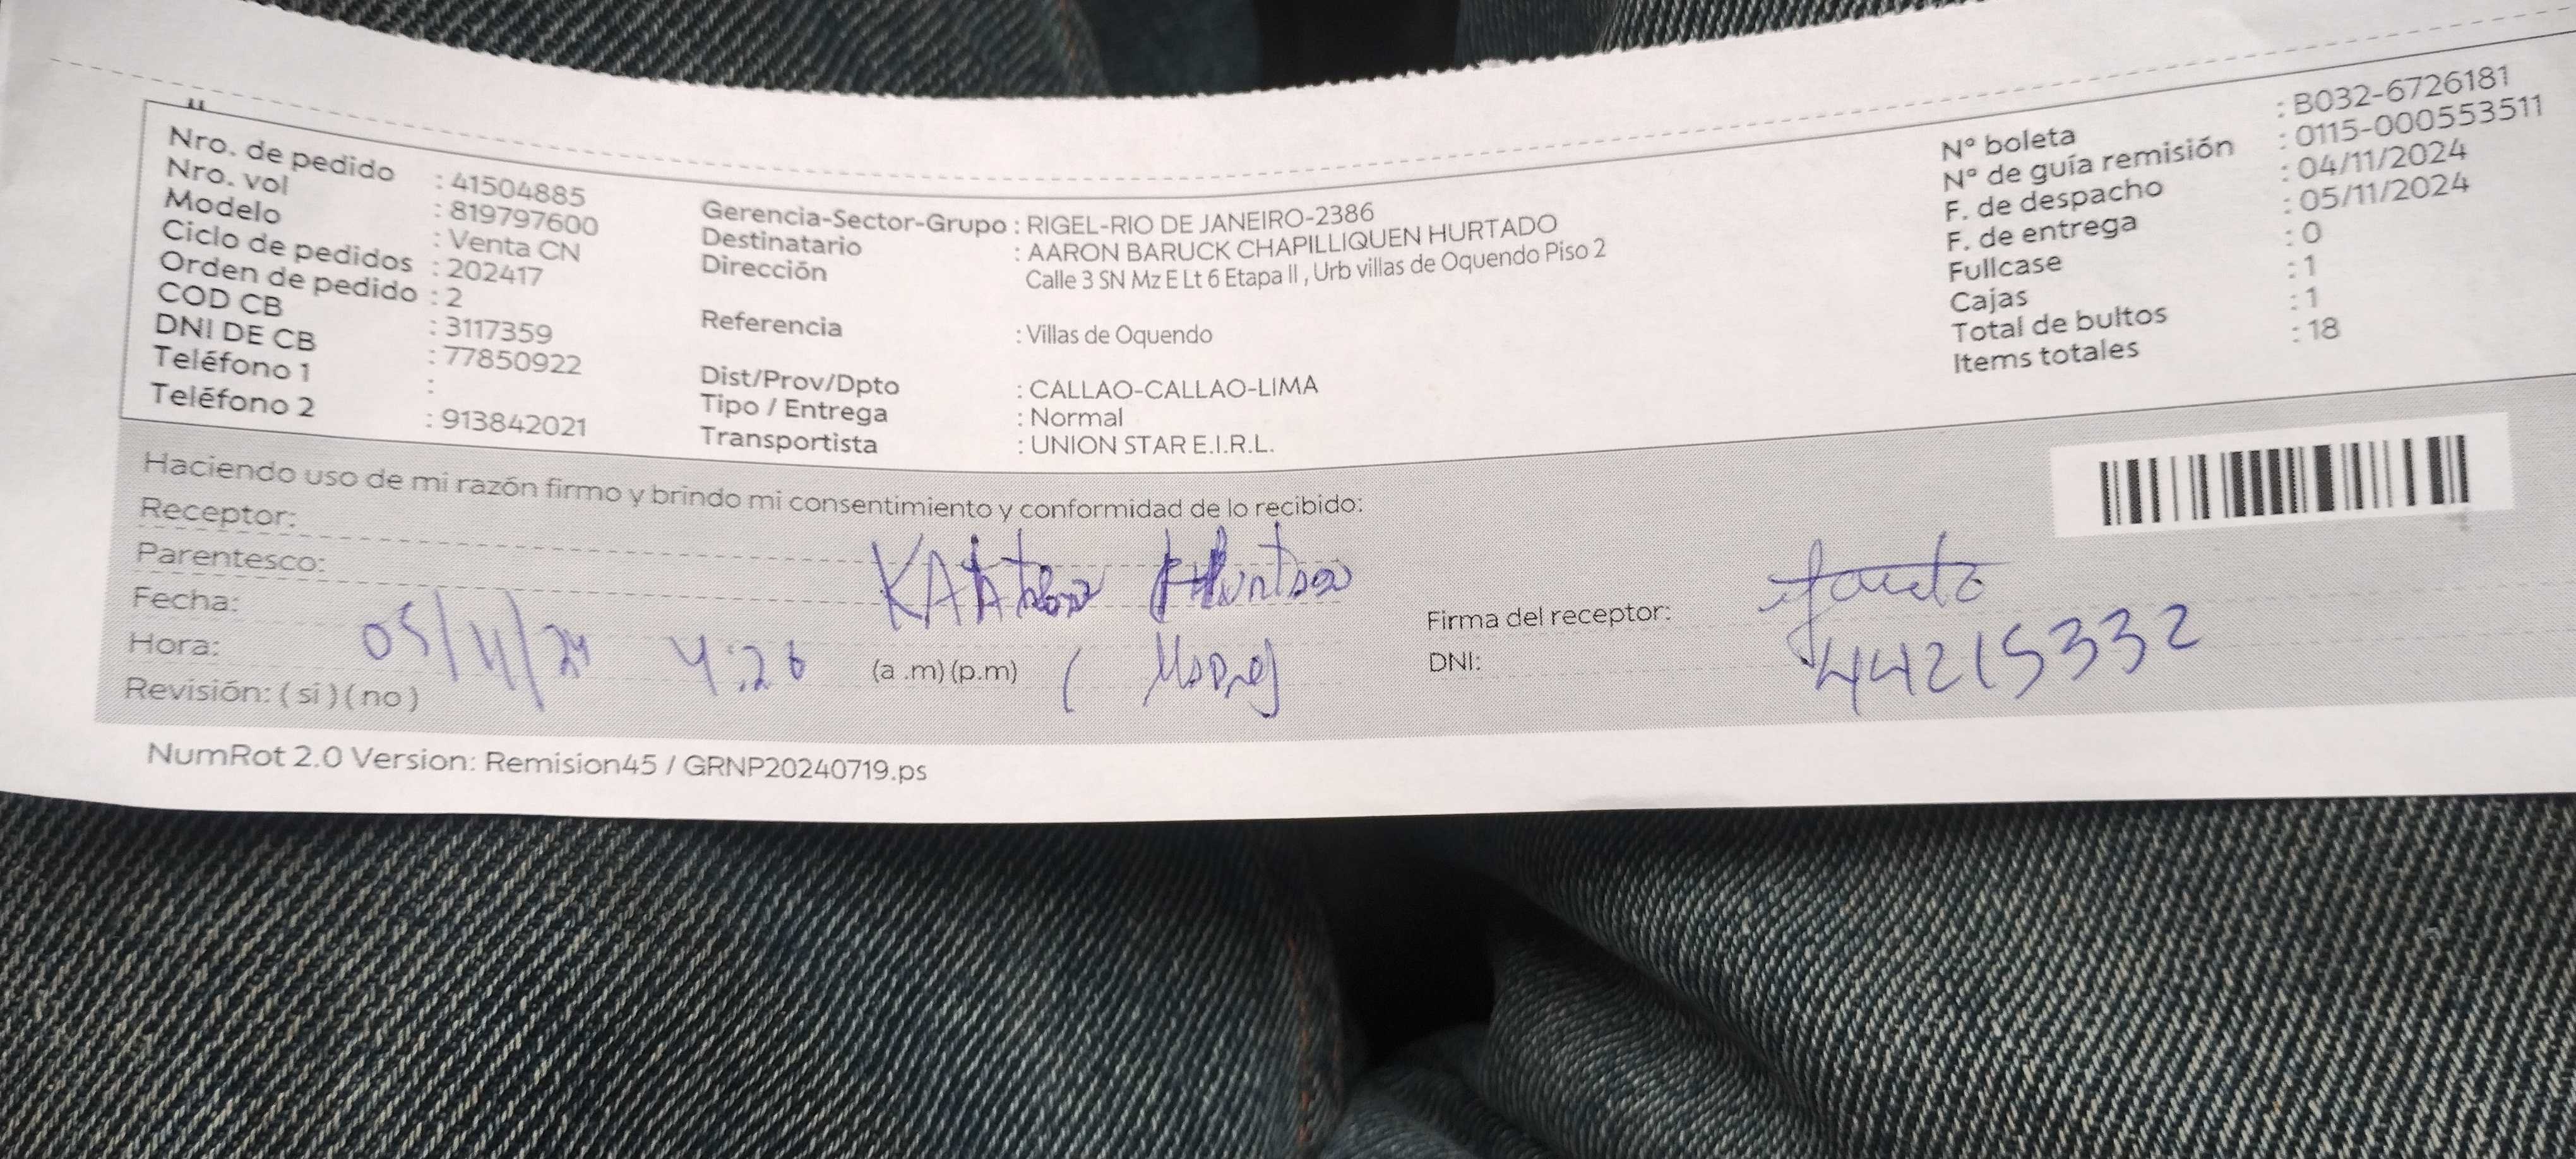 Nro. de pedido : 41504885
Nro. vol : 819797600
Modelo : Venta CN
Ciclo de pedidos : 202417
Orden de pedido : 2
COD CB : 3117359
DNI DE CB : 77850922
Teléfono 1 :
Teléfono 2 : 913842021
Gerencia-Sector-Grupo : RIGEL-RIO DE JANEIRO-2386
Destinatario : AARON BARUCK CHAPILLIQUEN HURTADO
Dirección Calle 3 SN Mz E Lt 6 Etapa II , Urb villas de Oquendo Piso 2
Referencia : Villas de Oquendo
Dist/Prov/Dpto : CALLAO-CALLAO-LIMA
Tipo / Entrega : Normal
Transportista : UNION STAR E.I.R.L.
N° boleta : B032-6726181
N° de guía remisión : 0115-000553511
F. de despacho : 04/11/2024
F. de entrega : 05/11/2024
Fullcase : 0
Cajas : 1
Total de bultos : 1
Items totales : 18
Haciendo uso de mi razón firmo y brindo mi consentimiento y conformidad de lo recibido:
Receptor:
Parentesco:
Fecha: 05/11/24
Hora: 4:26 (a .m) (p.m)
Revisión: ( si ) ( no )
Firma del receptor:
DNI: 44215332
NumRot 2.0 Version: Remision45 / GRNP20240719.ps